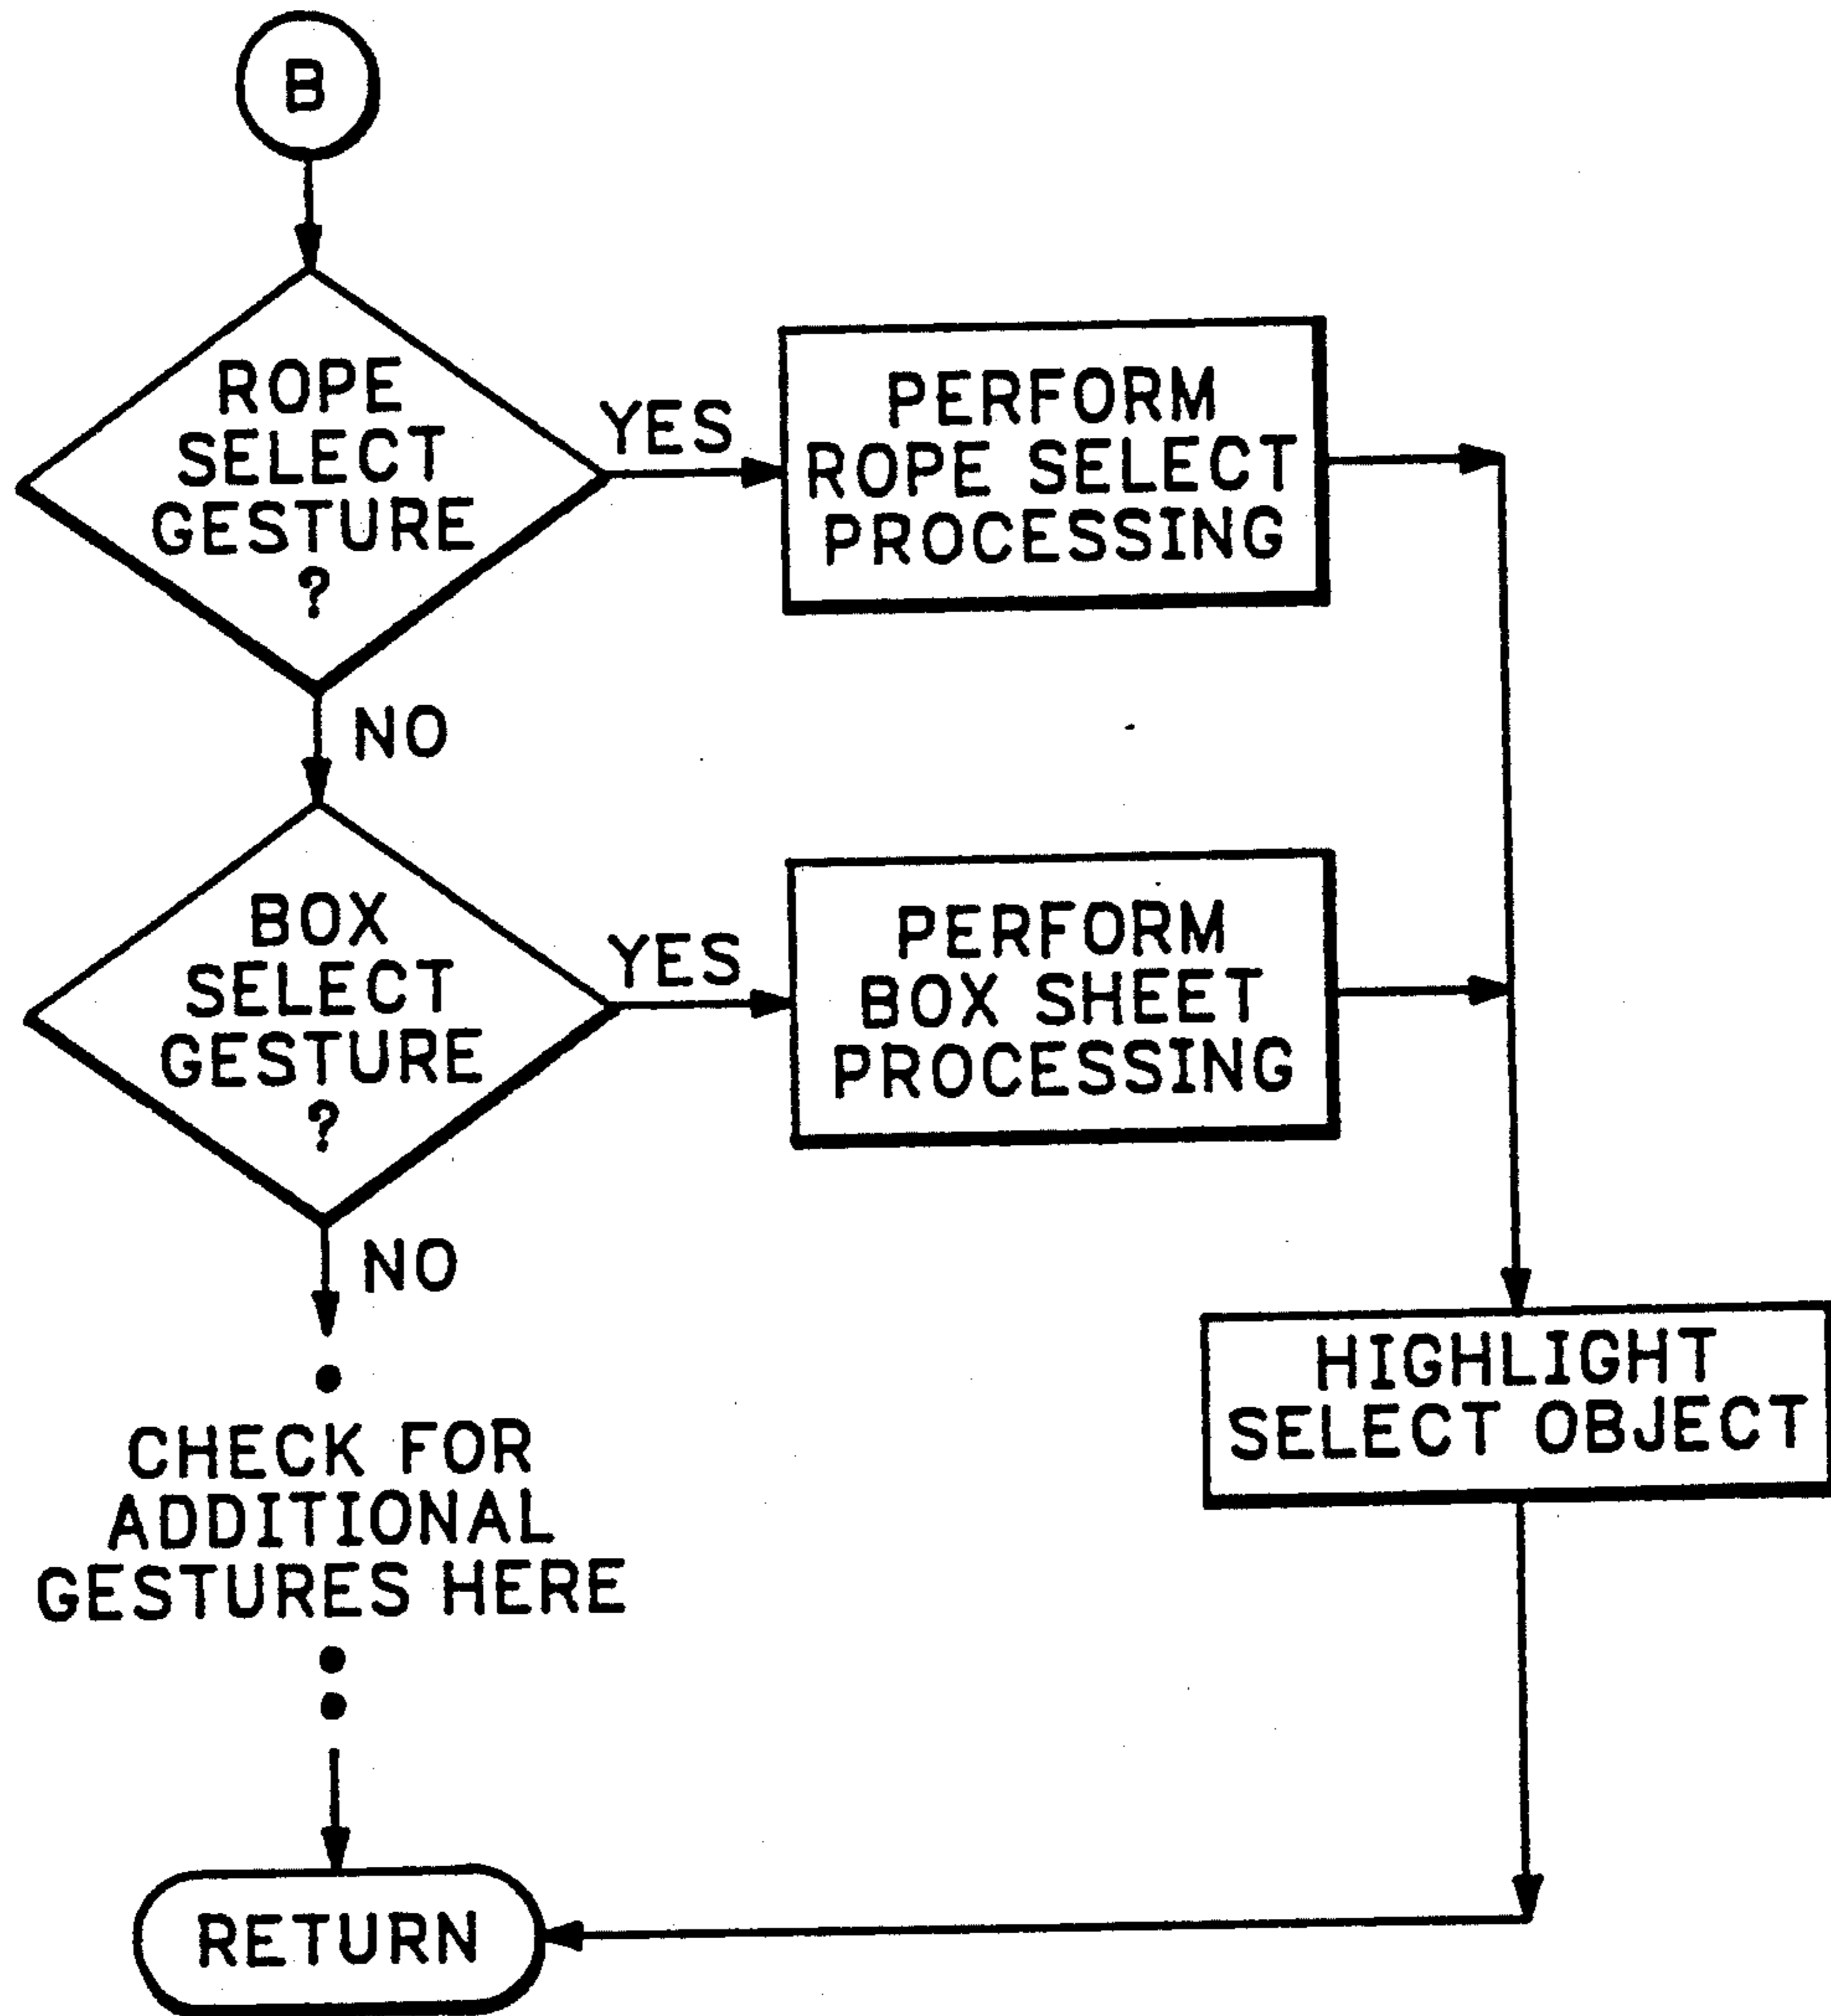 B
ROPE
SELECT
GESTURE
?
YES
PERFORM
ROPE SELECT
PROCESSING
NO
BOX
SELECT
GESTURE
?
YES
PERFORM
BOX SHEET
PROCESSING
NO
HIGHLIGHT
SELECT OBJECT
CHECK FOR
ADDITIONAL
GESTURES HERE
RETURN